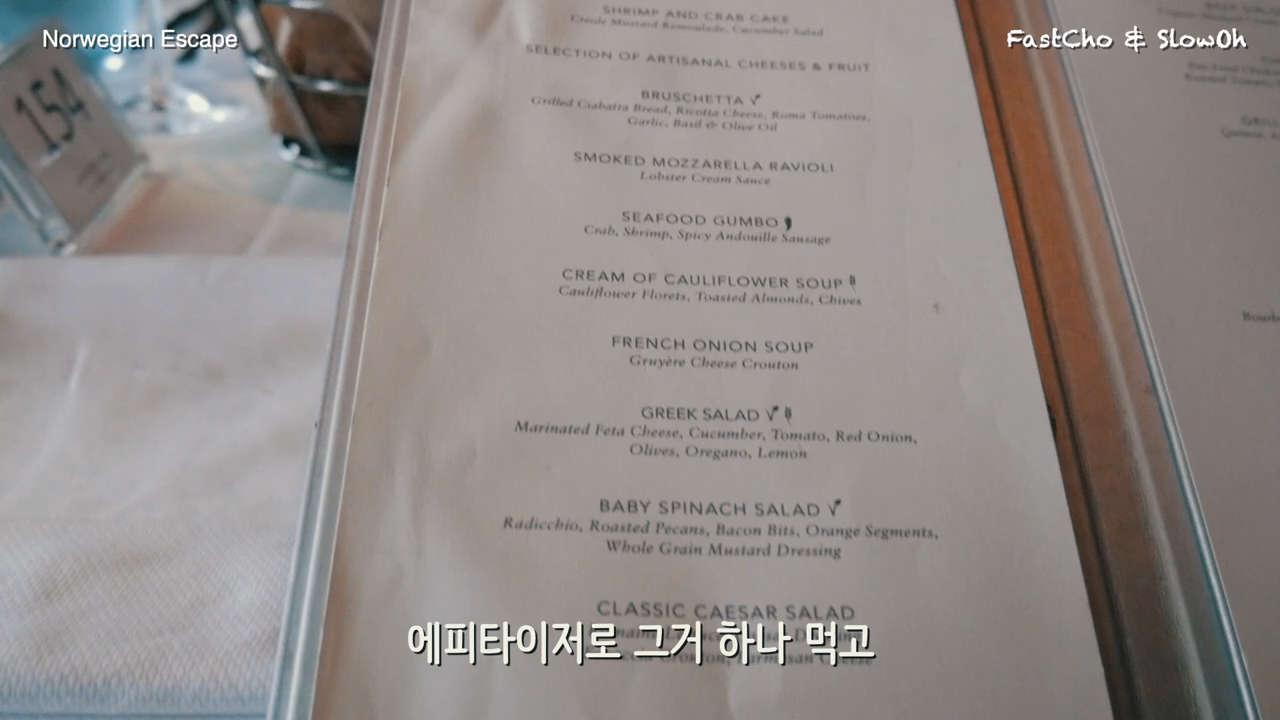 Norwegian Escape
FastCho & SlowOh
154
SHRIMP AND CRAB CAKE
Creole Mustard Remoulade, Cucumber Salad
SELECTION OF ARTISANAL CHEESES & FRUIT
BRUSCHETTA
Grilled Ciabatta Bread, Ricotta Cheese, Roma Tomatoes,
Garlic, Basil & Olive Oil
SMOKED MOZZARELLA RAVIOLI
Lobster Cream Sauce
SEAFOOD GUMBO
Crab, Shrimp, Spicy Andouille Sausage
CREAM OF CAULIFLOWER SOUP
Cauliflower Florets, Toasted Almonds, Chives
FRENCH ONION SOUP
Gruyère Cheese Crouton
GREEK SALAD
Marinated Feta Cheese, Cucumber, Tomato, Red Onion,
Olives, Oregano, Lemon
BABY SPINACH SALAD
Radicchio, Roasted Pecans, Bacon Bits, Orange Segments,
Whole Grain Mustard Dressing
CLASSIC CAESAR SALAD
에피타이저로 그거 하나 먹고